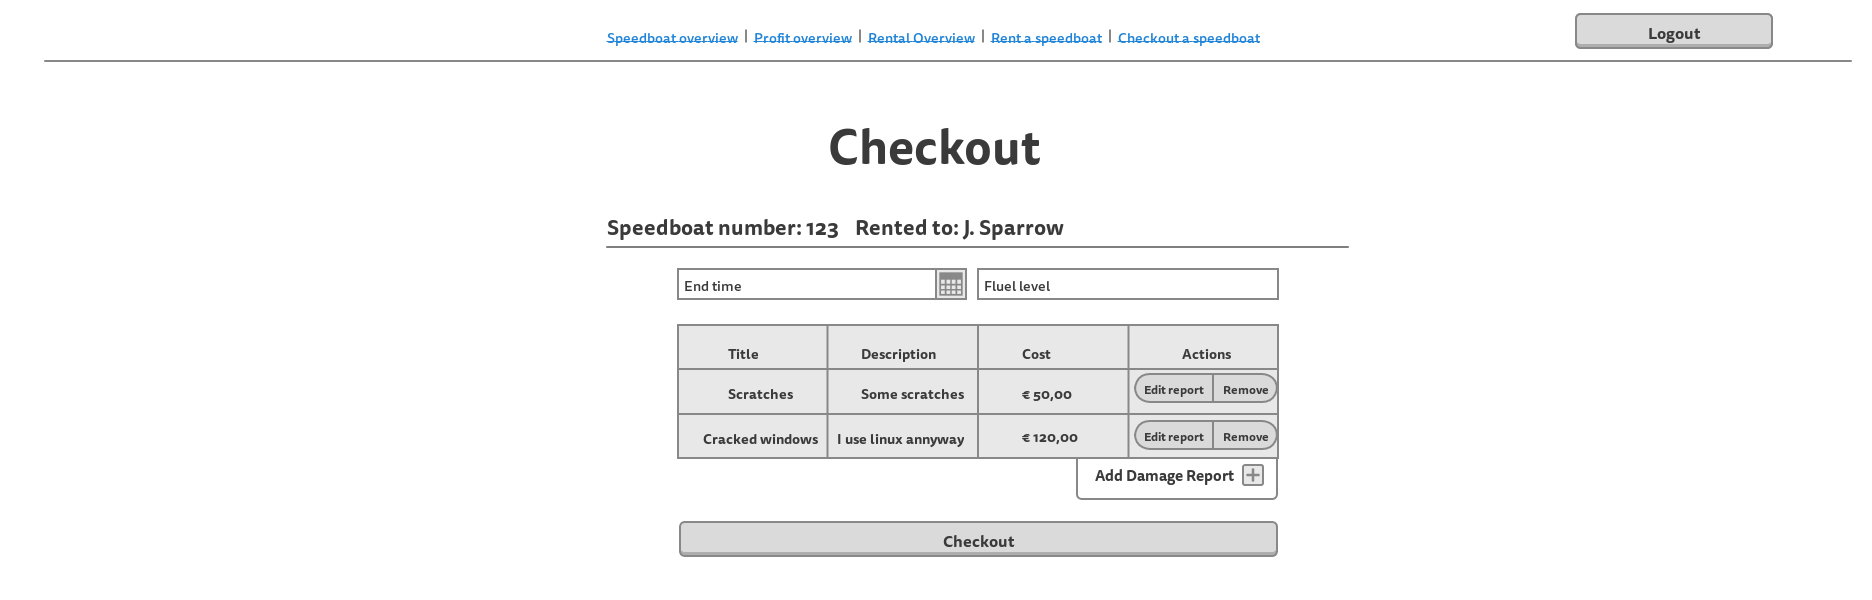 Speedboat overview | Profit overview | Rental Overview | Rent a speedboat | Checkout a speedboat
Logout
Checkout
Speedboat number: 123 Rented to: J. Sparrow
End time
Fluel level
Title Description Cost Actions
Scratches Some scratches € 50,00 Edit report Remove
Cracked windows I use linux annyway € 120,00 Edit report Remove
Add Damage Report
Checkout